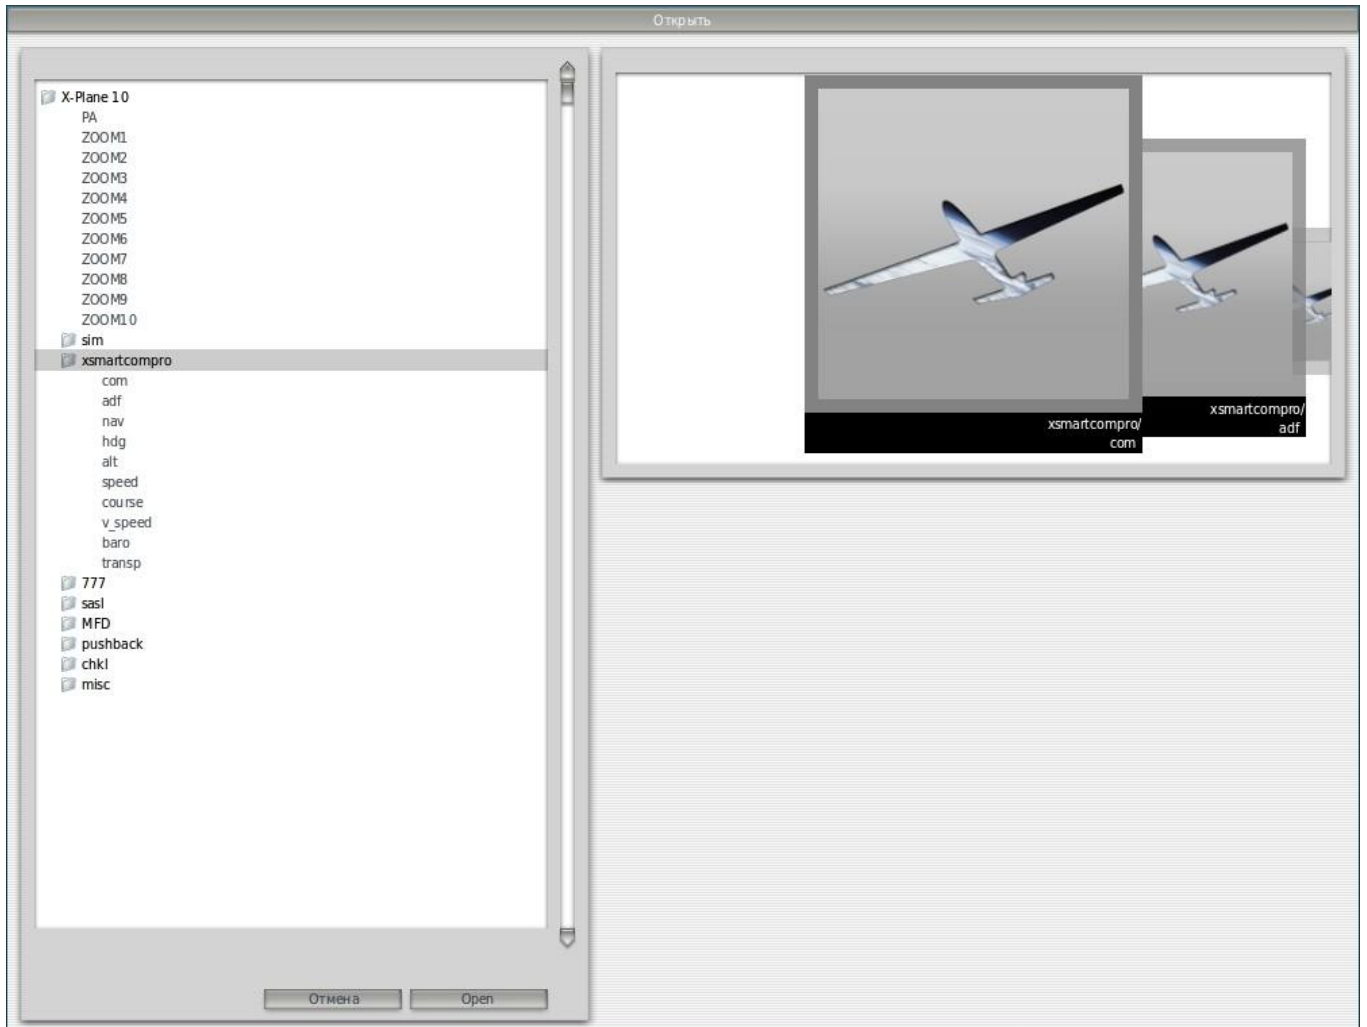 Открыть
X-Plane 10
PA
ZOOM1
ZOOM2
ZOOM3
ZOOM4
ZOOM5
ZOOM6
ZOOM7
ZOOM8
ZOOM9
ZOOM10
sim
xsmartcompro
com
adf
nav
hdg
alt
speed
course
v_speed
baro
transp
777
sasl
MFD
pushback
chkl
misc
Отмена
Open
xsmartcompro/
com
xsmartcompro/
adf